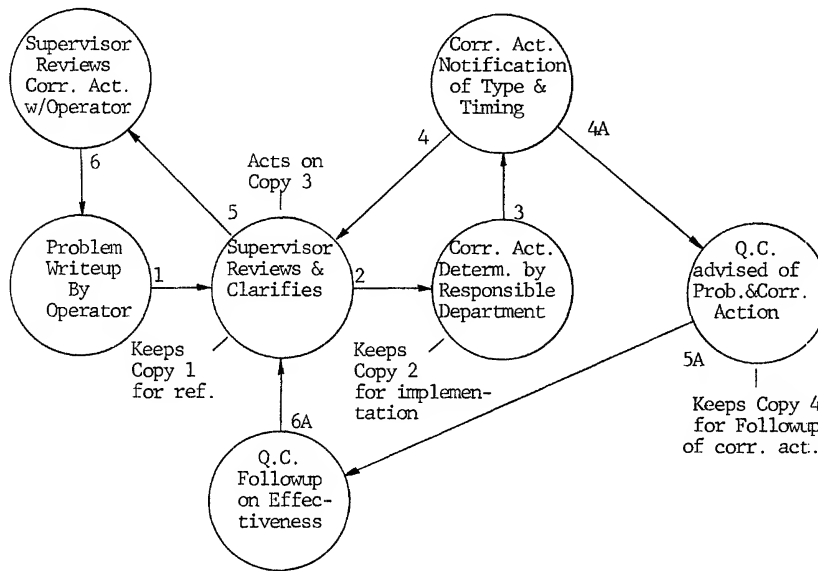 Supervisor
Reviews
Corr. Act.
w/Operator
Corr. Act.
Notification
of Type &
Timing
4
4A
6
Acts on
Copy 3
5
3
Problem
Writeup
By
Operator
1
Supervisor
Reviews &
Clarifies
2
Corr. Act.
Determ. by
Responsible
Department
Q.C.
advised of
Prob.&Corr.
Action
Keeps
Copy 1
for ref.
Keeps
Copy 2
for implemen-
tation
5A
Keeps Copy 4
for Followup
of corr. act.
6A
Q.C.
Followup
on Effec-
tiveness